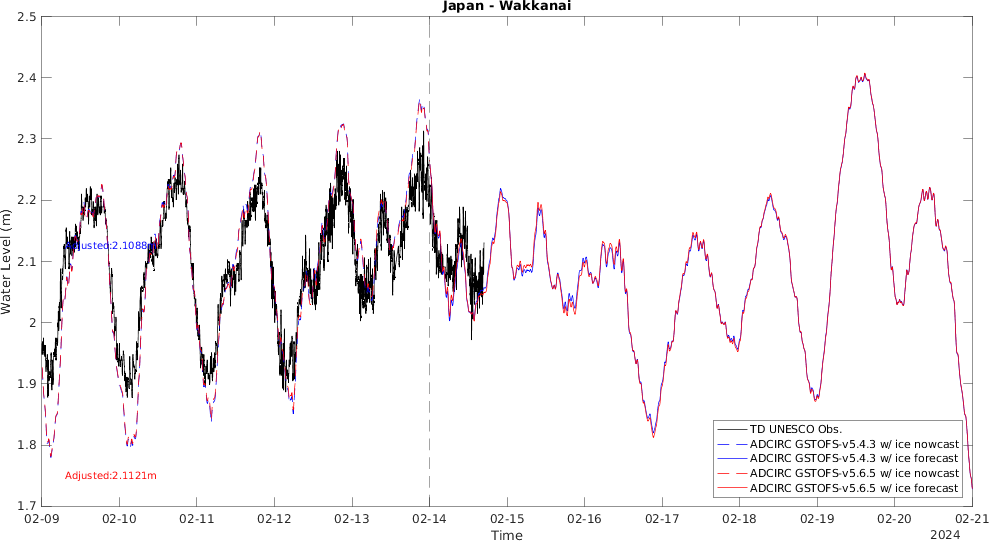 Japan - Wakkanai
2.5
2.4
2.3
2.2
2.1
2
1.9
1.8
1.7
Water Level (m)
Adjusted:2.1088m
Adjusted:2.1121m
TD UNESCO Obs.
ADCIRC GSTOFS-v5.4.3 w/ ice nowcast
ADCIRC GSTOFS-v5.4.3 w/ ice forecast
ADCIRC GSTOFS-v5.6.5 w/ ice nowcast
ADCIRC GSTOFS-v5.6.5 w/ ice forecast
02-09 02-10 02-11 02-12 02-13 02-14 02-15 02-16 02-17 02-18 02-19 02-20 02-21
Time
2024